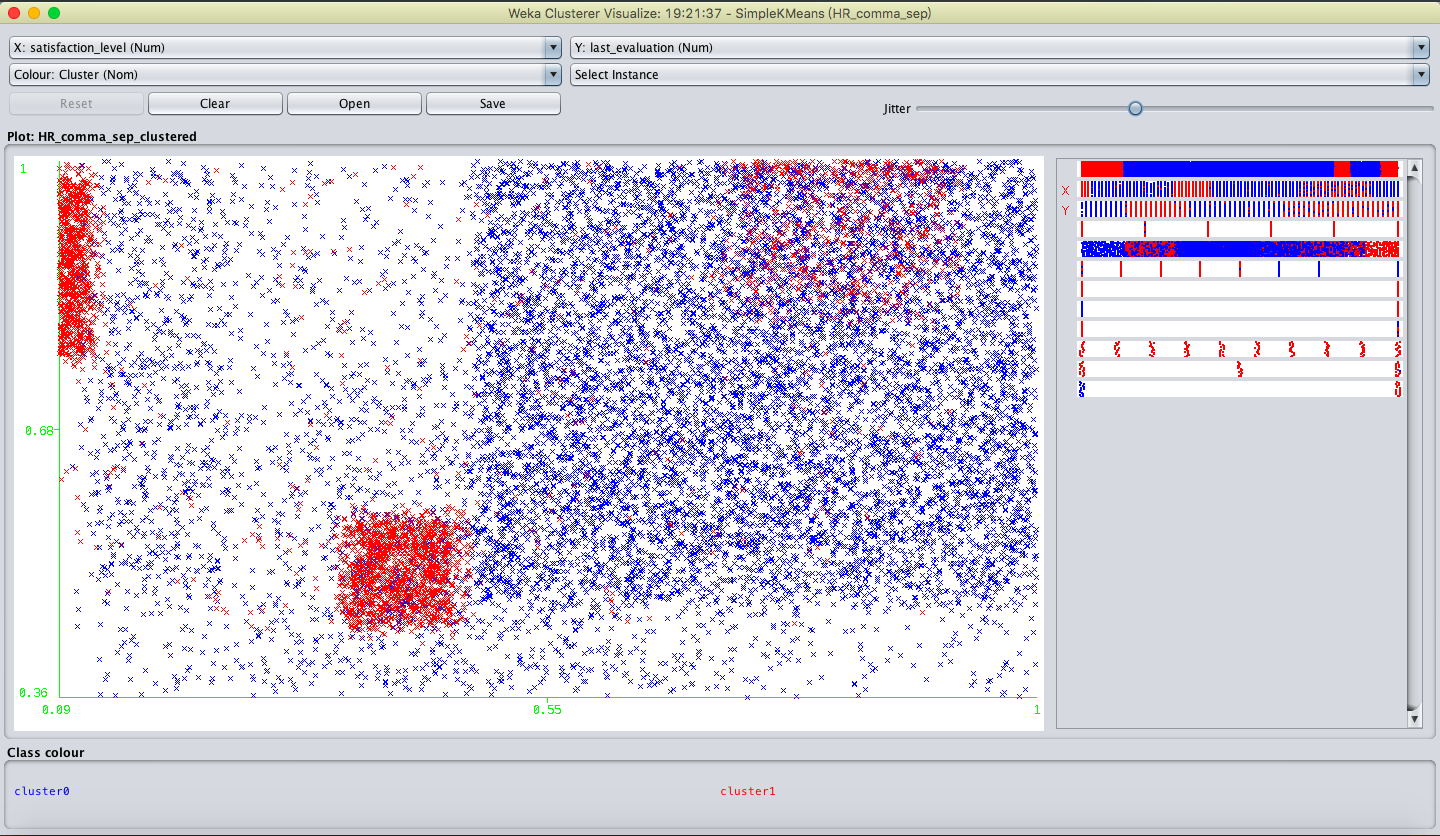 Weka Clusterer Visualize: 19:21:37 - SimpleKMeans (HR_comma_sep)
X: satisfaction_level (Num)
Y: last_evaluation (Num)
Colour: Cluster (Nom)
Select Instance
Reset
Clear
Open
Save
Jitter
Plot: HR_comma_sep_clustered
1
0.68
0.36
0.09
0.55
1
X
Y
Class colour
cluster0
cluster1